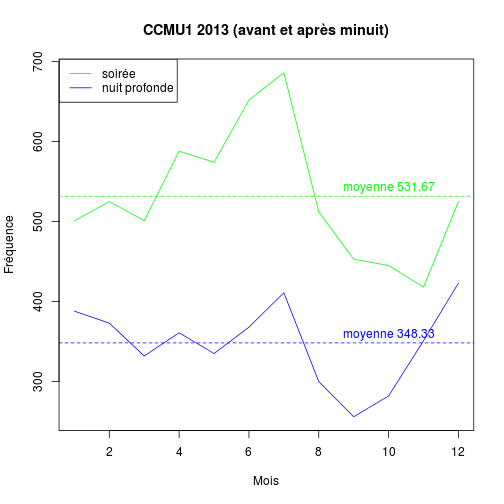 CCMU1 2013 (avant et après minuit)
soirée
nuit profonde
Fréquence
700
600
500
400
300
moyenne 531.67
moyenne 348.33
2 4 6 8 10 12
Mois